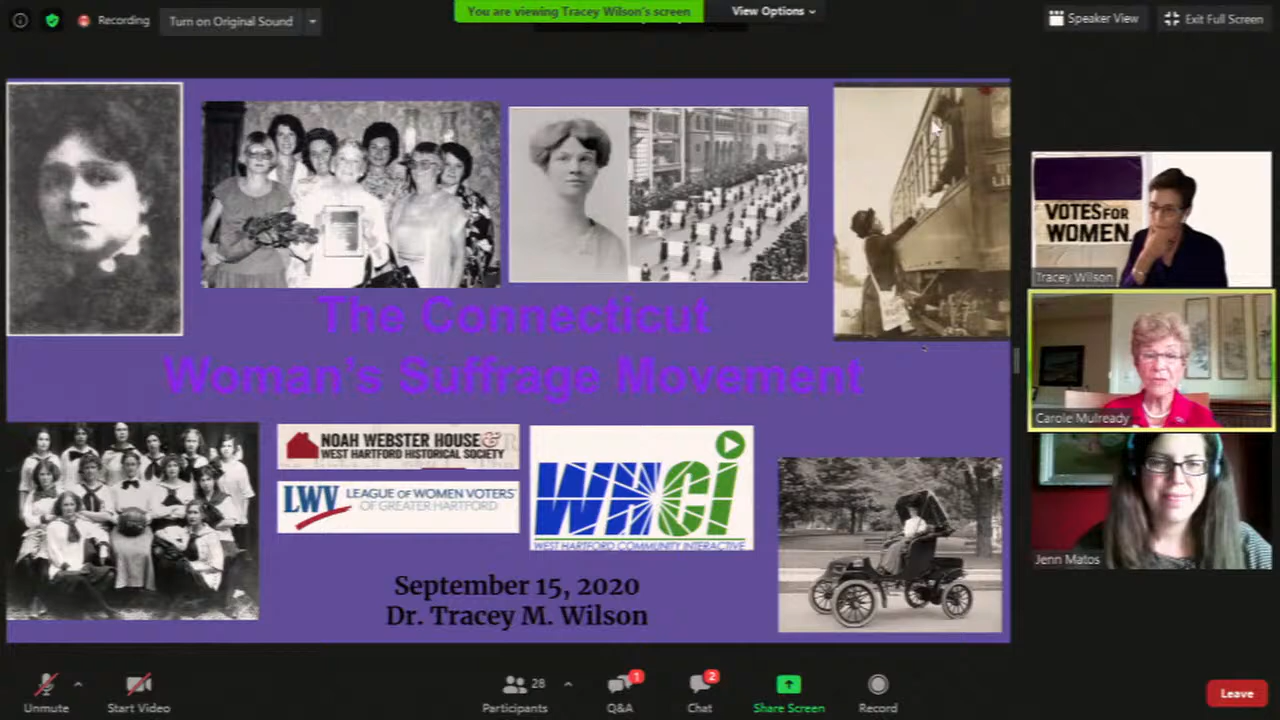 Recording
Turn on Original Sound
You are viewing Tracey Wilson's screen
View Options
Speaker View
Exit Full Screen
The Connecticut
Woman's Suffrage Movement
NOAH WEBSTER HOUSE &
WEST HARTFORD HISTORICAL SOCIETY
LWV LEAGUE OF WOMEN VOTERS
OF GREATER HARTFORD
WHCi
WEST HARTFORD COMMUNITY INTERACTIVE
September 15, 2020
Dr. Tracey M. Wilson
VOTES FOR
WOMEN
Tracey Wilson
Carole Mulready
Jenn Matos
Unmute
Start Video
28
Participants
1
Q&A
2
Chat
Share Screen
Record
Leave